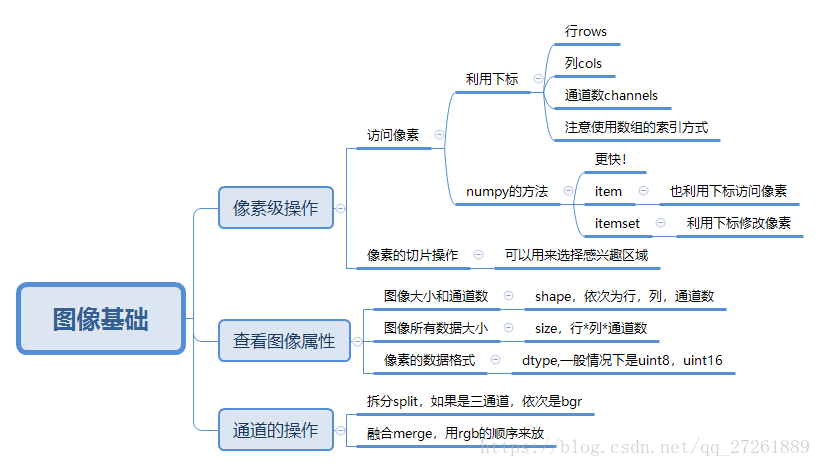 图像基础
像素级操作
访问像素
利用下标
行rows
列cols
通道数channels
注意使用数组的索引方式
numpy的方法
更快!
item
也利用下标访问像素
itemset
利用下标修改像素
像素的切片操作
可以用来选择感兴趣区域
查看图像属性
图像大小和通道数
shape，依次为行，列，通道数
图像所有数据大小
size，行*列*通道数
像素的数据格式
dtype,一般情况下是uint8，uint16
通道的操作
拆分split，如果是三通道，依次是bgr
融合merge，用rgb的顺序来放
https://blog.csdn.net/qq_27261889